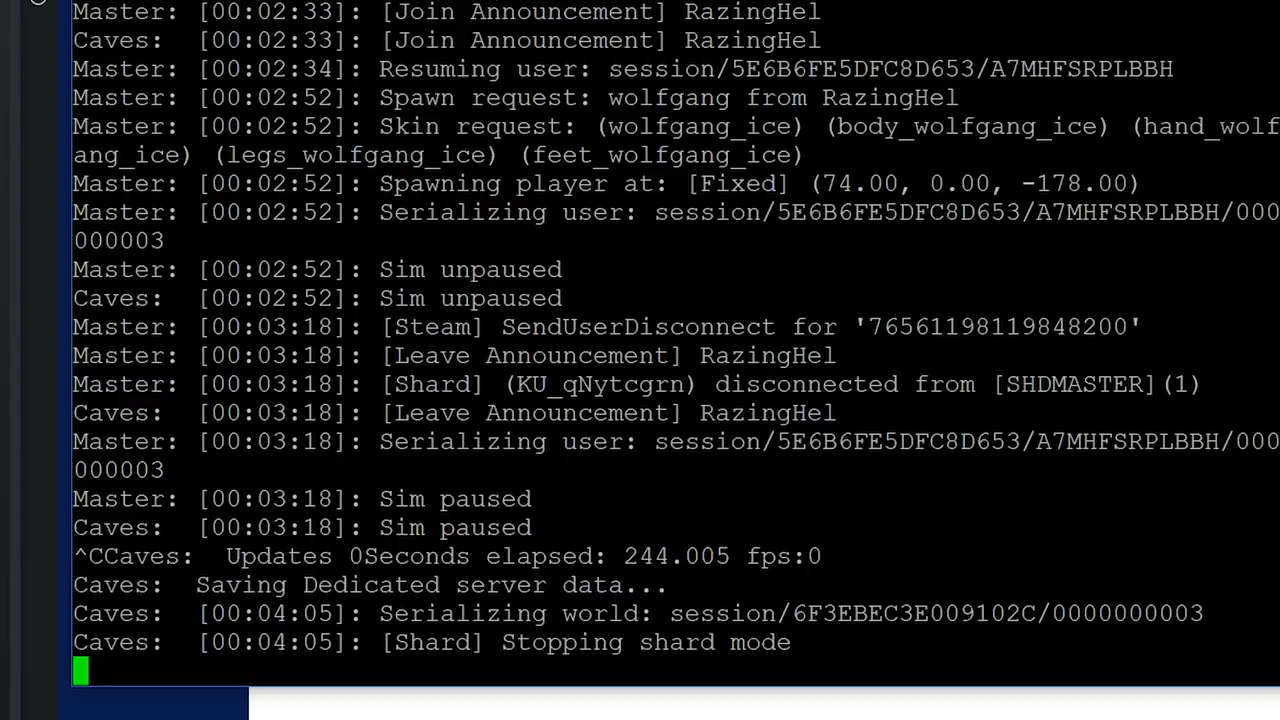 Master: [00:02:33]: [Join Announcement] RazingHel
Caves:  [00:02:33]: [Join Announcement] RazingHel
Master: [00:02:34]: Resuming user: session/5E6B6FE5DFC8D653/A7MHFSRPLBBH
Master: [00:02:52]: Spawn request: wolfgang from RazingHel
Master: [00:02:52]: Skin request: (wolfgang_ice) (body_wolfgang_ice) (hand_wolf
ang_ice) (legs_wolfgang_ice) (feet_wolfgang_ice)
Master: [00:02:52]: Spawning player at: [Fixed] (74.00, 0.00, -178.00)
Master: [00:02:52]: Serializing user: session/5E6B6FE5DFC8D653/A7MHFSRPLBBH/000
000003
Master: [00:02:52]: Sim unpaused
Caves:  [00:02:52]: Sim unpaused
Master: [00:03:18]: [Steam] SendUserDisconnect for '76561198119848200'
Master: [00:03:18]: [Leave Announcement] RazingHel
Master: [00:03:18]: [Shard] (KU_qNytcgrn) disconnected from [SHDMASTER](1)
Caves:  [00:03:18]: [Leave Announcement] RazingHel
Master: [00:03:18]: Serializing user: session/5E6B6FE5DFC8D653/A7MHFSRPLBBH/000
000003
Master: [00:03:18]: Sim paused
Caves:  [00:03:18]: Sim paused
^CCaves:  Updates 0Seconds elapsed: 244.005 fps:0
Caves:  Saving Dedicated server data...
Caves:  [00:04:05]: Serializing world: session/6F3EBEC3E009102C/0000000003
Caves:  [00:04:05]: [Shard] Stopping shard mode